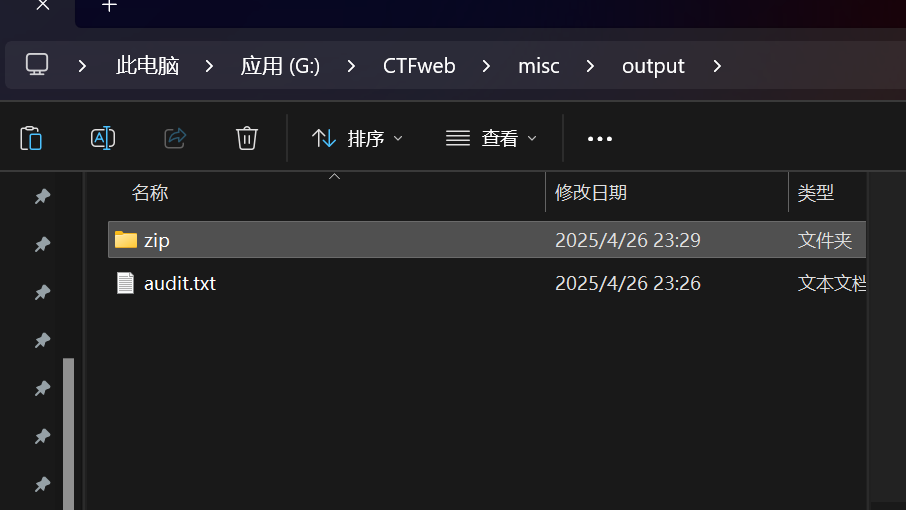 此电脑 应用 (G:) CTFweb misc output
排序 查看
名称 修改日期 类型
zip 2025/4/26 23:29 文件夹
audit.txt 2025/4/26 23:26 文本文档